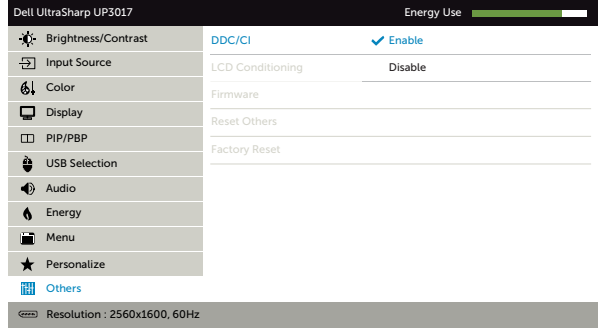 Dell UltraSharp UP3017 Energy Use
Brightness/Contrast DDC/CI Enable
Input Source LCD Conditioning Disable
Color Firmware
Display Reset Others
PIP/PBP Factory Reset
USB Selection
Audio
Energy
Menu
Personalize
Others
Resolution : 2560x1600, 60Hz